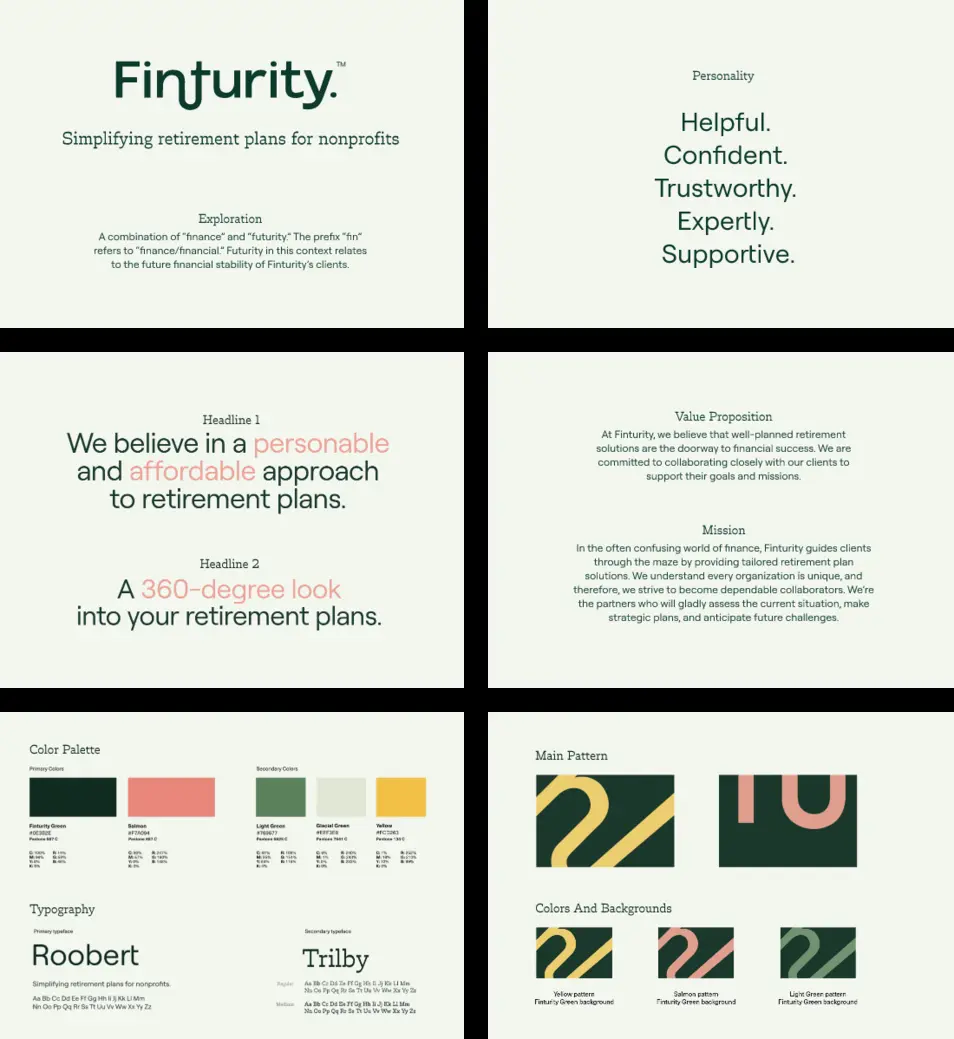 Finturity.™
Simplifying retirement plans for nonprofits
Exploration
A combination of “finance” and “futurity.” The prefix “fin”
refers to “finance/financial.” Futurity in this context relates
to the future financial stability of Finturity’s clients.
Personality
Helpful.
Confident.
Trustworthy.
Expertly.
Supportive.
Headline 1
We believe in a personable
and affordable approach
to retirement plans.
Headline 2
A 360-degree look
into your retirement plans.
Value Proposition
At Finturity, we believe that well-planned retirement
solutions are the doorway to financial success. We are
committed to collaborating closely with our clients to
support their goals and missions.
Mission
In the often confusing world of finance, Finturity guides clients
through the maze by providing tailored retirement plan
solutions. We understand every organization is unique, and
therefore, we strive to become dependable collaborators. We’re
the partners who will gladly assess the current situation, make
strategic plans, and anticipate future challenges.
Color Palette
Primary Colors
Secondary Colors
Finturity Green
Salmon
Light Green
Glacial Green
Yellow
Typography
Primary typeface
Roobert
Simplifying retirement plans for nonprofits.
Aa Bb Cc Dd Ee Ff Gg Hh Ii Jj Kk Ll Mm
Nn Oo Pp Qq Rr Ss Tt Uu Vv Ww Xx Yy Zz
Secondary typeface
Trilby
Regular
Aa Bb Cc Dd Ee Ff Gg Hh Ii Jj Kk Ll Mm
Nn Oo Pp Qq Rr Ss Tt Uu Vv Ww Xx Yy Zz
Medium
Aa Bb Cc Dd Ee Ff Gg Hh Ii Jj Kk Ll Mm
Nn Oo Pp Qq Rr Ss Tt Uu Vv Ww Xx Yy Zz
Main Pattern
Colors And Backgrounds
Yellow pattern
Finturity Green background
Salmon pattern
Finturity Green background
Light Green pattern
Finturity Green background